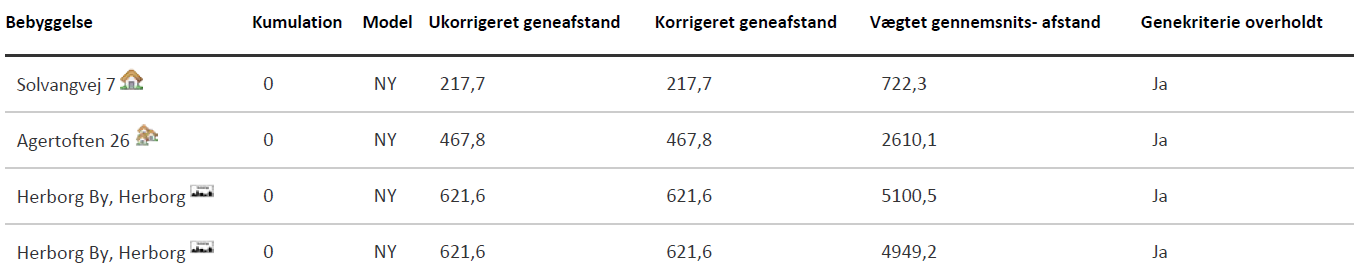 Bebyggelse Kumulation Model Ukorrigeret geneafstand Korrigeret geneafstand Vægtet gennemsnits- afstand Genekriterie overholdt
Solvangvej 7 0 NY 217,7 217,7 722,3 Ja
Agertoften 26 0 NY 467,8 467,8 2610,1 Ja
Herborg By, Herborg 0 NY 621,6 621,6 5100,5 Ja
Herborg By, Herborg 0 NY 621,6 621,6 4949,2 Ja